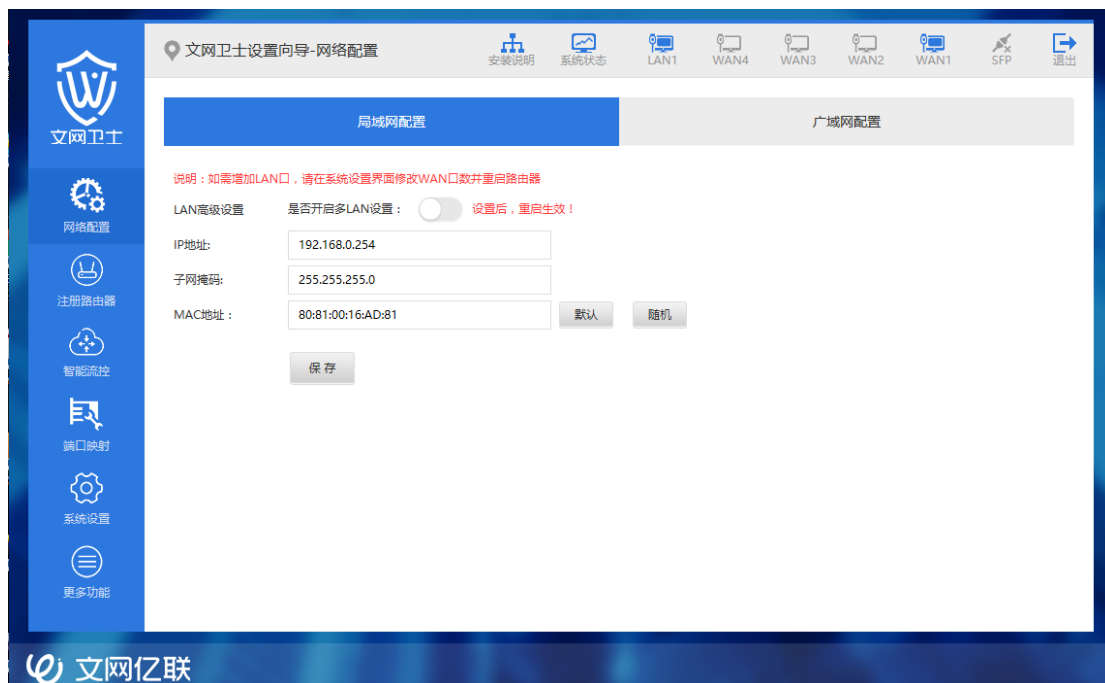 文网卫士设置向导-网络配置
安装说明 系统状态 LAN1 WAN4 WAN3 WAN2 WAN1 SFP 退出
文网卫士
局域网配置 广域网配置
说明：如需增加LAN口，请在系统设置界面修改WAN口数并重启路由器
LAN高级设置 是否开启多LAN设置： 设置后，重启生效！
IP地址: 192.168.0.254
子网掩码: 255.255.255.0
MAC地址： 80:81:00:16:AD:81 默认 随机
保 存
网络配置
注册路由器
智能流控
端口映射
系统设置
更多功能
文网亿联